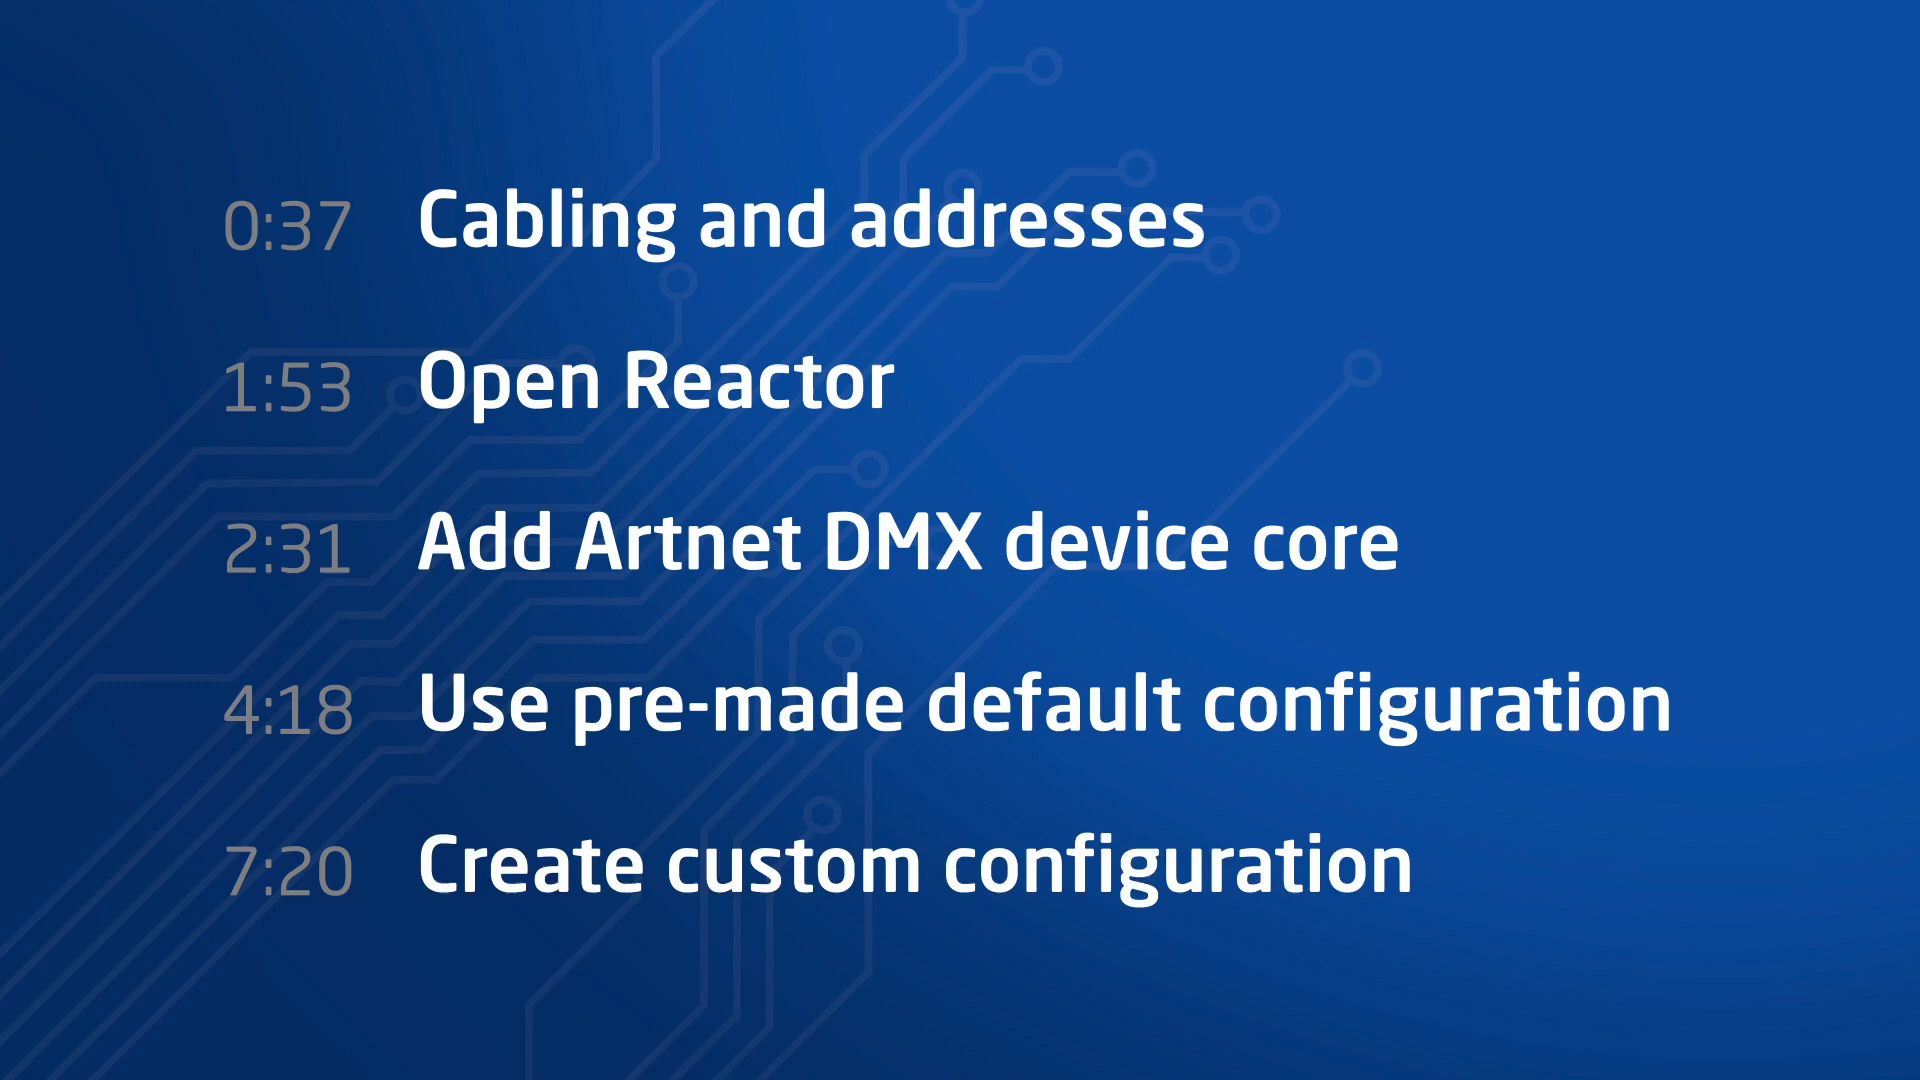 0:37 Cabling and addresses
1:53 Open Reactor
2:31 Add Artnet DMX device core
4:18 Use pre-made default configuration
7:20 Create custom configuration